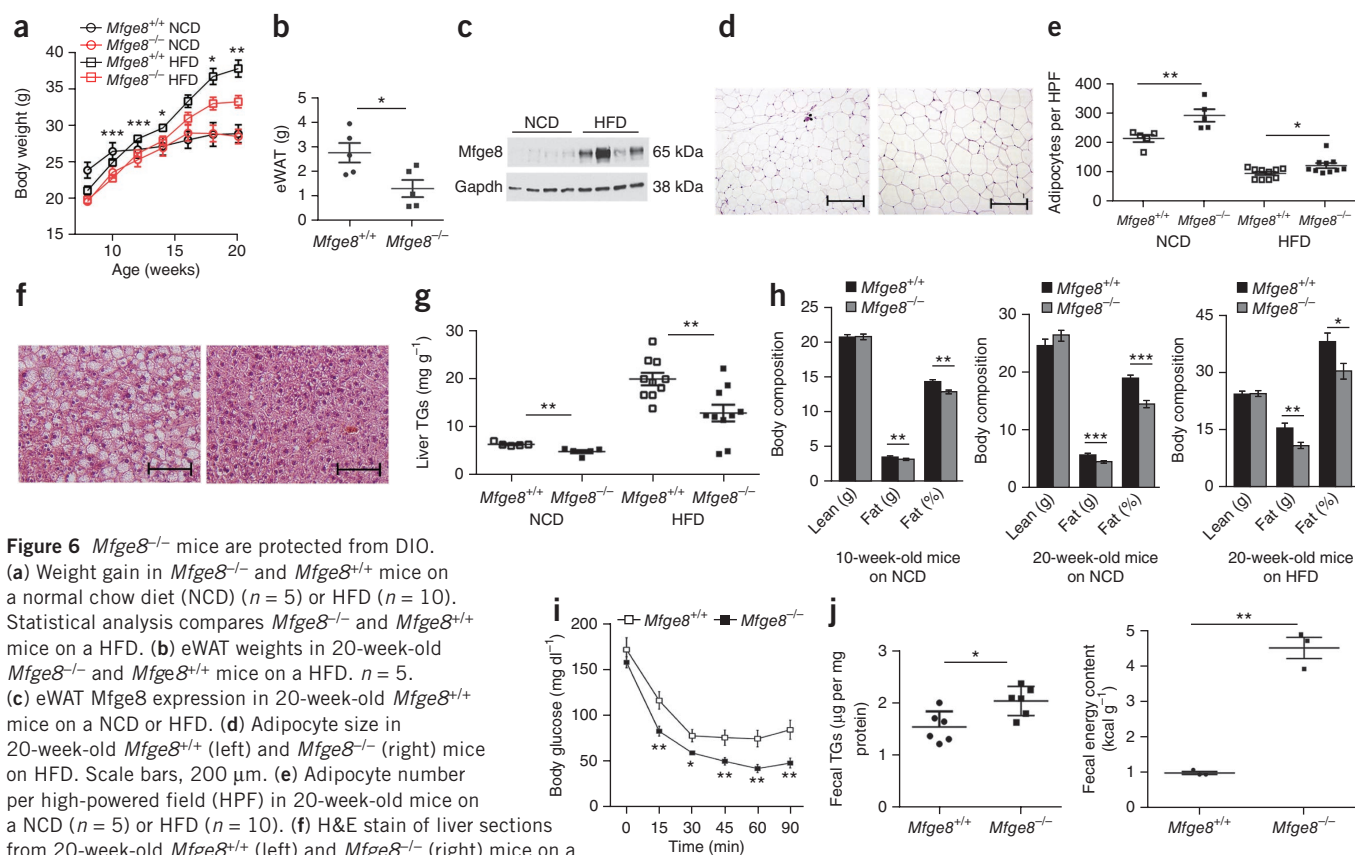 a
Mfge8+/+ NCD
Mfge8–/– NCD
Mfge8+/+ HFD
Mfge8–/– HFD
*
**
***
***
*
40
35
30
25
20
15
Body weight (g)
10
15
20
Age (weeks)
b
*
5
4
3
2
1
0
eWAT (g)
Mfge8+/+
Mfge8–/–
c
NCD
HFD
Mfge8
65 kDa
Gapdh
38 kDa
d
e
**
*
400
300
200
100
0
Adipocytes per HPF
Mfge8+/+
Mfge8–/–
Mfge8+/+
Mfge8–/–
NCD
HFD
f
g
**
**
30
20
10
0
Liver TGs (mg g–1)
Mfge8+/+
Mfge8–/–
Mfge8+/+
Mfge8–/–
NCD
HFD
h
Mfge8+/+
Mfge8–/–
25
20
15
10
5
0
Body composition
**
**
Lean (g)
Fat (g)
Fat (%)
10-week-old mice
on NCD
Mfge8+/+
Mfge8–/–
30
20
10
0
Body composition
***
***
Lean (g)
Fat (g)
Fat (%)
20-week-old mice
on NCD
Mfge8+/+
Mfge8–/–
45
30
15
0
Body composition
**
*
Lean (g)
Fat (g)
Fat (%)
20-week-old mice
on HFD
Figure 6 Mfge8–/– mice are protected from DIO.
(a) Weight gain in Mfge8–/– and Mfge8+/+ mice on
a normal chow diet (NCD) (n = 5) or HFD (n = 10).
Statistical analysis compares Mfge8–/– and Mfge8+/+
mice on a HFD. (b) eWAT weights in 20-week-old
Mfge8–/– and Mfge8+/+ mice on a HFD. n = 5.
(c) eWAT Mfge8 expression in 20-week-old Mfge8+/+
mice on a NCD or HFD. (d) Adipocyte size in
20-week-old Mfge8+/+ (left) and Mfge8–/– (right) mice
on HFD. Scale bars, 200 μm. (e) Adipocyte number
per high-powered field (HPF) in 20-week-old mice on
a NCD (n = 5) or HFD (n = 10). (f) H&E stain of liver sections
from 20-week-old Mfge8+/+ (left) and Mfge8–/– (right) mice on a
i
Mfge8+/+
Mfge8–/–
200
150
100
50
0
Body glucose (mg dl–1)
**
*
**
**
**
0
15
30
45
60
90
Time (min)
j
*
3
2
1
0
Fecal TGs (μg per mg
protein)
Mfge8+/+
Mfge8–/–
**
5
4
3
2
1
0
Fecal energy content
(kcal g–1)
Mfge8+/+
Mfge8–/–